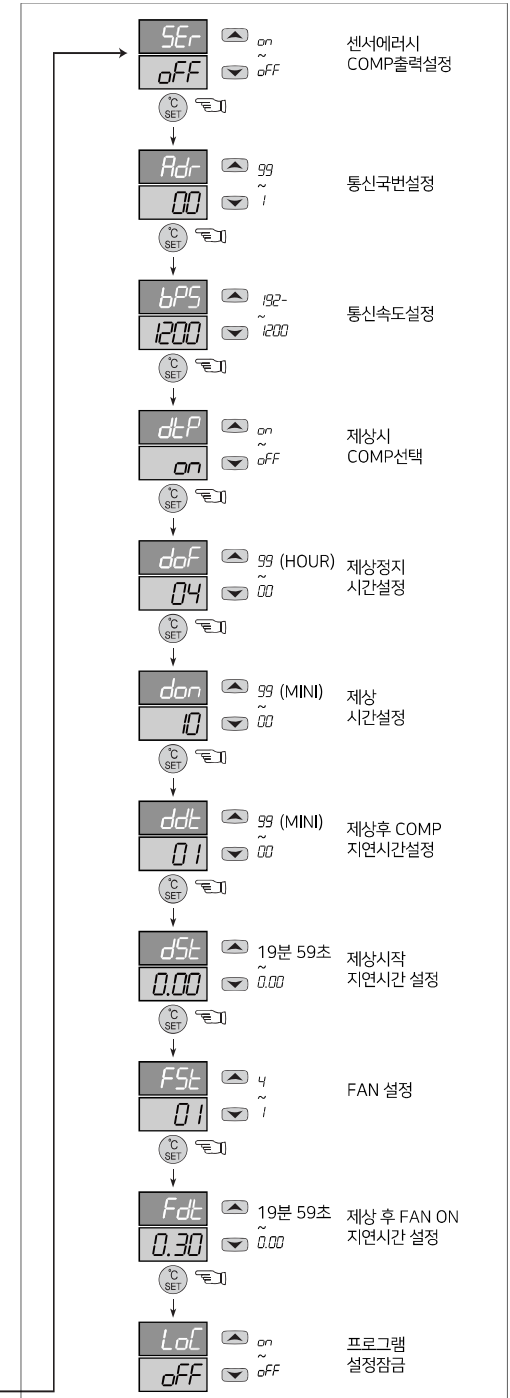 SEr
on
센서에러시
~
COMP출력설정
oFF
oFF
℃
SET
Adr
99
통신국번설정
~
00
1
℃
SET
bPS
192-
통신속도설정
~
1200
1200
℃
SET
dtP
on
제상시
~
COMP선택
on
oFF
℃
SET
doF
99 (HOUR)
제상정지
~
시간설정
04
00
℃
SET
don
99 (MINI)
제상
~
시간설정
10
00
℃
SET
ddt
99 (MINI)
제상후 COMP
~
지연시간설정
01
00
℃
SET
dSt
19분 59초
제상시작
~
지연시간 설정
0.00
0.00
℃
SET
FSt
4
FAN 설정
~
01
1
℃
SET
Fdt
19분 59초
제상 후 FAN ON
~
지연시간 설정
0.30
0.00
℃
SET
LoC
on
프로그램
~
설정잠금
oFF
oFF